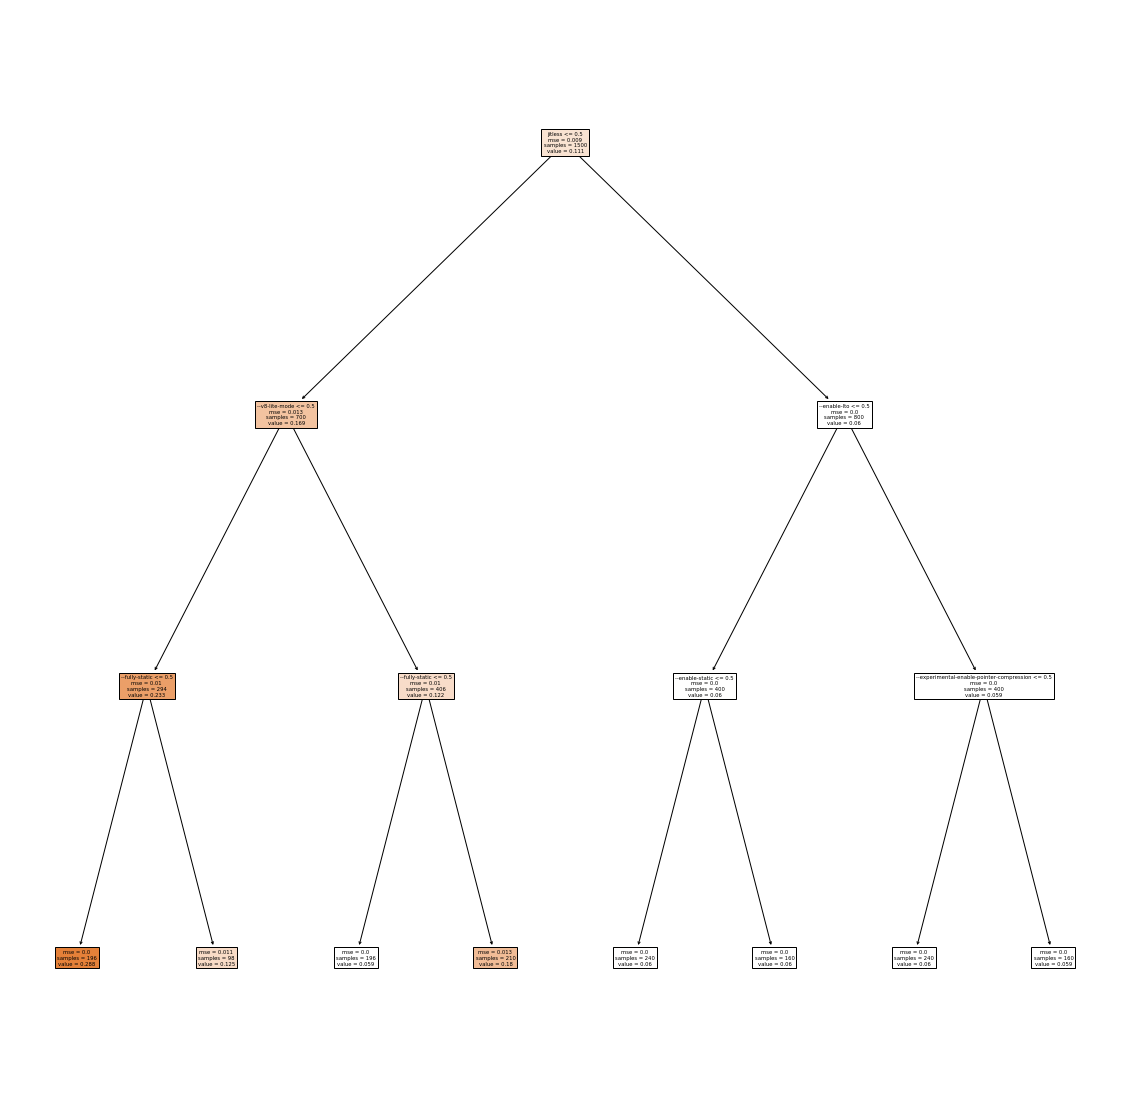 jitless <= 0.5
mse = 0.009
samples = 1500
value = 0.111
--v8-lite-mode <= 0.5
mse = 0.013
samples = 700
value = 0.169
--enable-lto <= 0.5
mse = 0.0
samples = 800
value = 0.06
--fully-static <= 0.5
mse = 0.01
samples = 294
value = 0.233
--fully-static <= 0.5
mse = 0.01
samples = 406
value = 0.122
--enable-static <= 0.5
mse = 0.0
samples = 400
value = 0.06
--experimental-enable-pointer-compression <= 0.5
mse = 0.0
samples = 400
value = 0.059
mse = 0.0
samples = 196
value = 0.288
mse = 0.011
samples = 98
value = 0.125
mse = 0.0
samples = 196
value = 0.059
mse = 0.013
samples = 210
value = 0.18
mse = 0.0
samples = 240
value = 0.06
mse = 0.0
samples = 160
value = 0.06
mse = 0.0
samples = 240
value = 0.06
mse = 0.0
samples = 160
value = 0.059